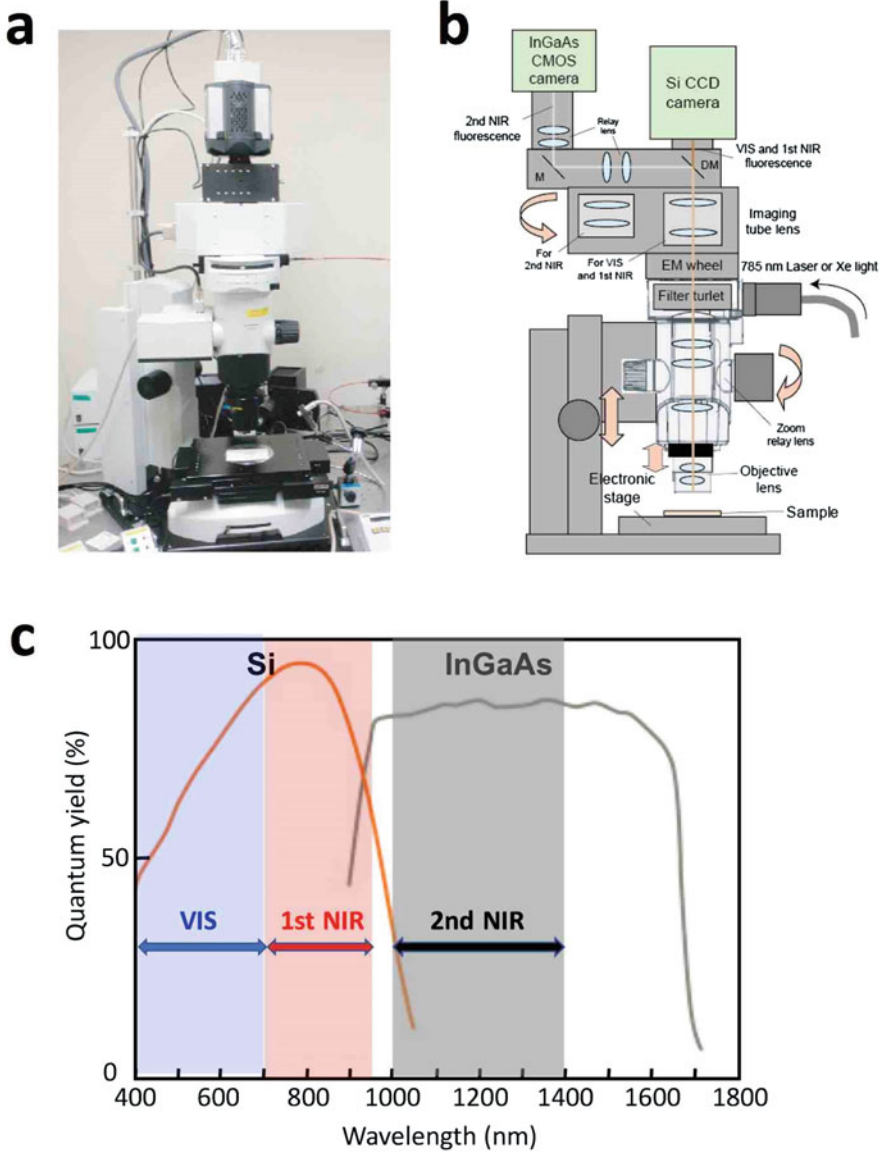 a
b
InGaAs
CMOS
camera
Si CCD
camera
2nd NIR
fluorescence
Relay
lens
VIS and 1st NIR
fluorescence
M
DM
Imaging
tube lens
For
2nd NIR
For VIS
and 1st NIR
EM wheel
785 nm Laser or Xe light
Filter turlet
Zoom
relay lens
Electronic
stage
Objective
lens
Sample
c
100
Si
InGaAs
Quantum yield (%)
50
VIS
1st NIR
2nd NIR
0
400
600
800
1000
1200
1400
1600
1800
Wavelength (nm)